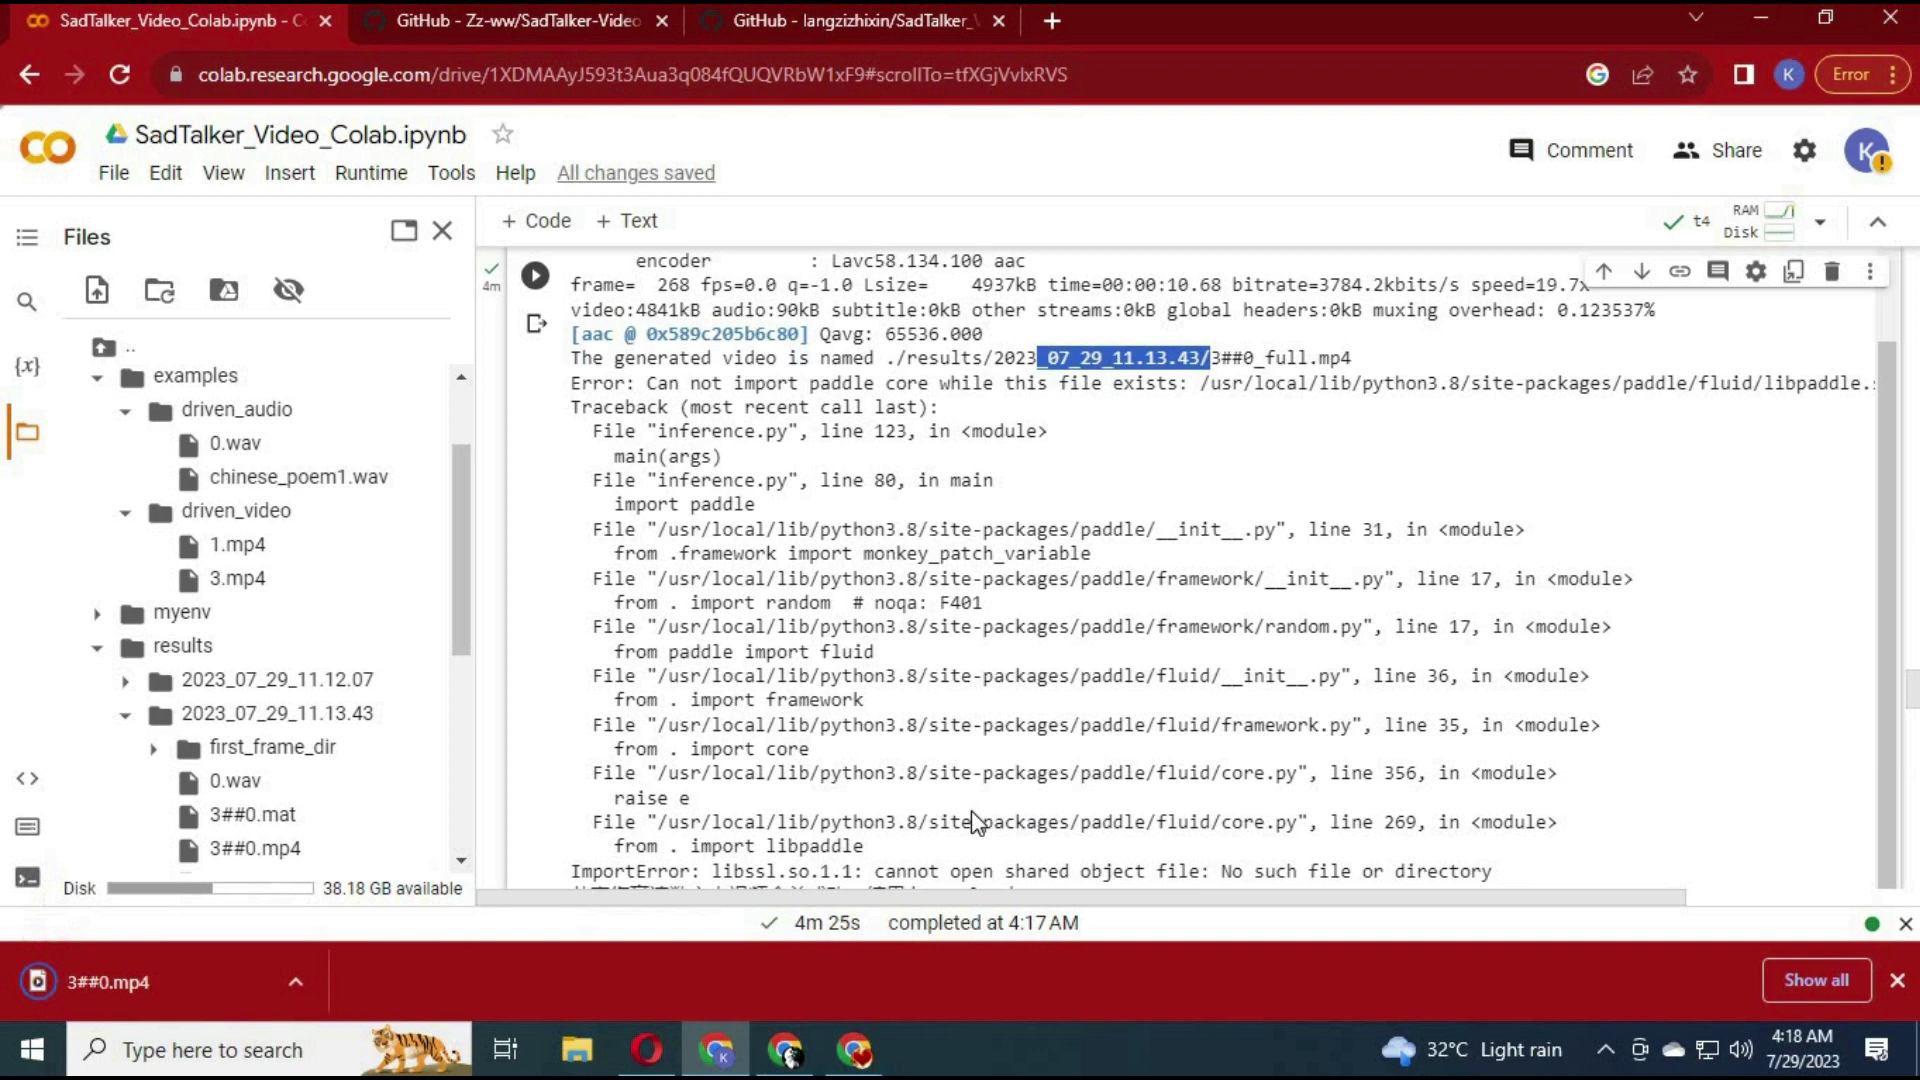 SadTalker_Video_Colab.ipynb - C
GitHub - Zz-ww/SadTalker-Video
GitHub - langzizhixin/SadTalker_
colab.research.google.com/drive/1XDMAAyJ593t3Aua3q084fQUQVRbW1xF9#scrollTo=tfXGjVvlxRVS
K
Error
SadTalker_Video_Colab.ipynb
File Edit View Insert Runtime Tools Help All changes saved
Comment
Share
K
Files
+ Code + Text
t4
RAM
Disk
..
examples
driven_audio
0.wav
chinese_poem1.wav
driven_video
1.mp4
3.mp4
myenv
results
2023_07_29_11.12.07
2023_07_29_11.13.43
first_frame_dir
0.wav
3##0.mat
3##0.mp4
Disk 38.18 GB available
4m
encoder : Lavc58.134.100 aac
frame= 268 fps=0.0 q=-1.0 Lsize= 4937kB time=00:00:10.68 bitrate=3784.2kbits/s speed=19.7x
video:4841kB audio:90kB subtitle:0kB other streams:0kB global headers:0kB muxing overhead: 0.123537%
[aac @ 0x589c205b6c80] Qavg: 65536.000
The generated video is named ./results/2023_07_29_11.13.43/3##0_full.mp4
Error: Can not import paddle core while this file exists: /usr/local/lib/python3.8/site-packages/paddle/fluid/libpaddle.
Traceback (most recent call last):
File "inference.py", line 123, in <module>
main(args)
File "inference.py", line 80, in main
import paddle
File "/usr/local/lib/python3.8/site-packages/paddle/__init__.py", line 31, in <module>
from .framework import monkey_patch_variable
File "/usr/local/lib/python3.8/site-packages/paddle/framework/__init__.py", line 17, in <module>
from . import random # noqa: F401
File "/usr/local/lib/python3.8/site-packages/paddle/framework/random.py", line 17, in <module>
from paddle import fluid
File "/usr/local/lib/python3.8/site-packages/paddle/fluid/__init__.py", line 36, in <module>
from . import framework
File "/usr/local/lib/python3.8/site-packages/paddle/fluid/framework.py", line 35, in <module>
from . import core
File "/usr/local/lib/python3.8/site-packages/paddle/fluid/core.py", line 356, in <module>
raise e
File "/usr/local/lib/python3.8/site-packages/paddle/fluid/core.py", line 269, in <module>
from . import libpaddle
ImportError: libssl.so.1.1: cannot open shared object file: No such file or directory
4m 25s completed at 4:17 AM
3##0.mp4
Show all
Type here to search
32°C Light rain
4:18 AM
7/29/2023